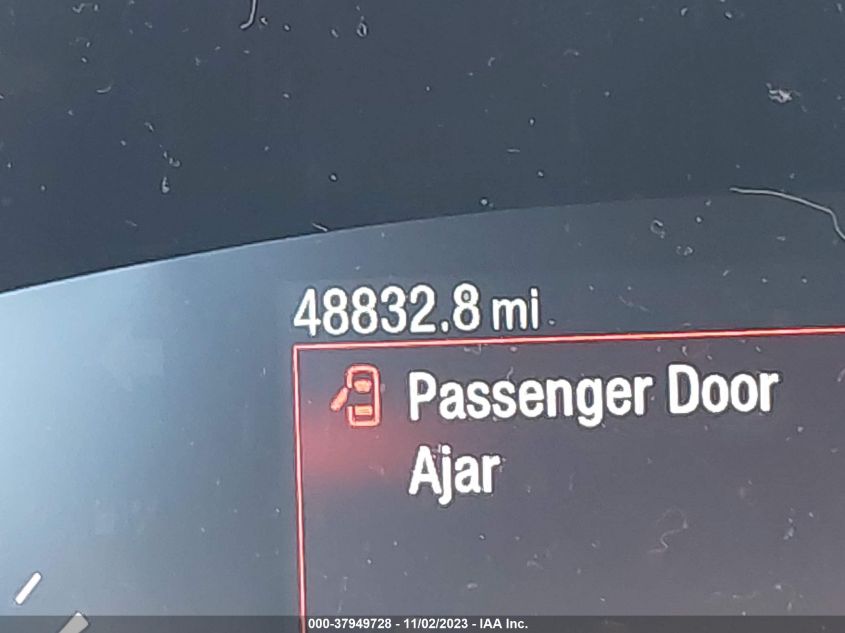 48832.8 mi
Passenger Door
Ajar
000-37949728 - 11/02/2023 - IAA Inc.